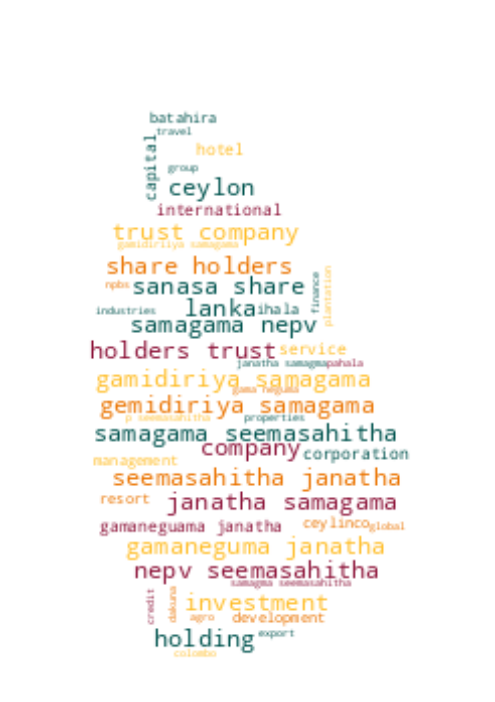 batahira
travel
capital
hotel
group
ceylon
international
trust company
gamidiriiya samagama
share holders
npbs
sanasa share
finance
plantation
industries
lanka
ihala
samagama nepv
holders trust
service
janatha samagma
pahala
gamidiriya samagama
gama neguma
gemidiriya samagama
p seemasahitha
properties
samagama seemasahitha
company
corporation
management
seemasahitha janatha
resort
janatha samagama
gamaneguama janatha
ceylinco
global
gamaneguma janatha
nepv seemasahitha
samagma seemasahitha
credit
dakuna
investment
agro
development
holding
export
colombo